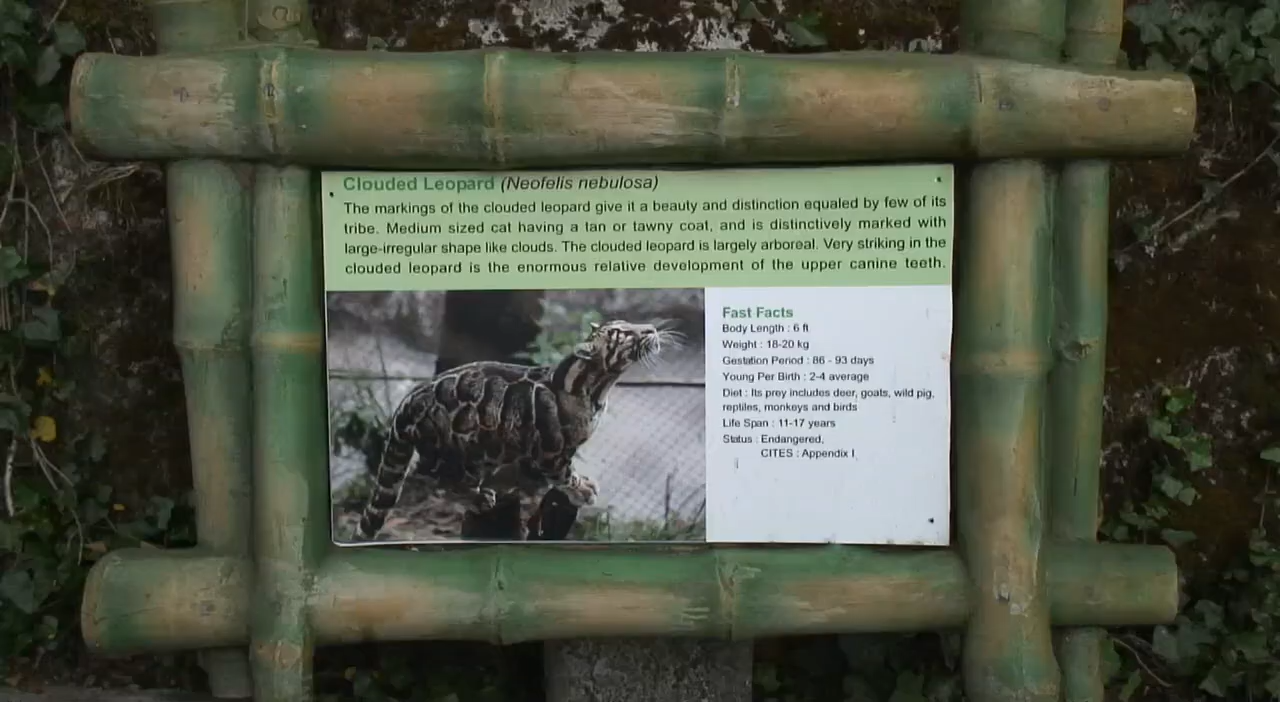 Clouded Leopard (Neofelis nebulosa)
The markings of the clouded leopard give it a beauty and distinction equaled by few of its
tribe. Medium sized cat having a tan or tawny coat, and is distinctively marked with
large-irregular shape like clouds. The clouded leopard is largely arboreal. Very striking in the
clouded leopard is the enormous relative development of the upper canine teeth.
Fast Facts
Body Length : 6 ft
Weight : 18-20 kg
Gestation Period : 86 - 93 days
Young Per Birth : 2-4 average
Diet : Its prey includes deer, goats, wild pig,
reptiles, monkeys and birds
Life Span : 11-17 years
Status : Endangered,
CITES : Appendix I